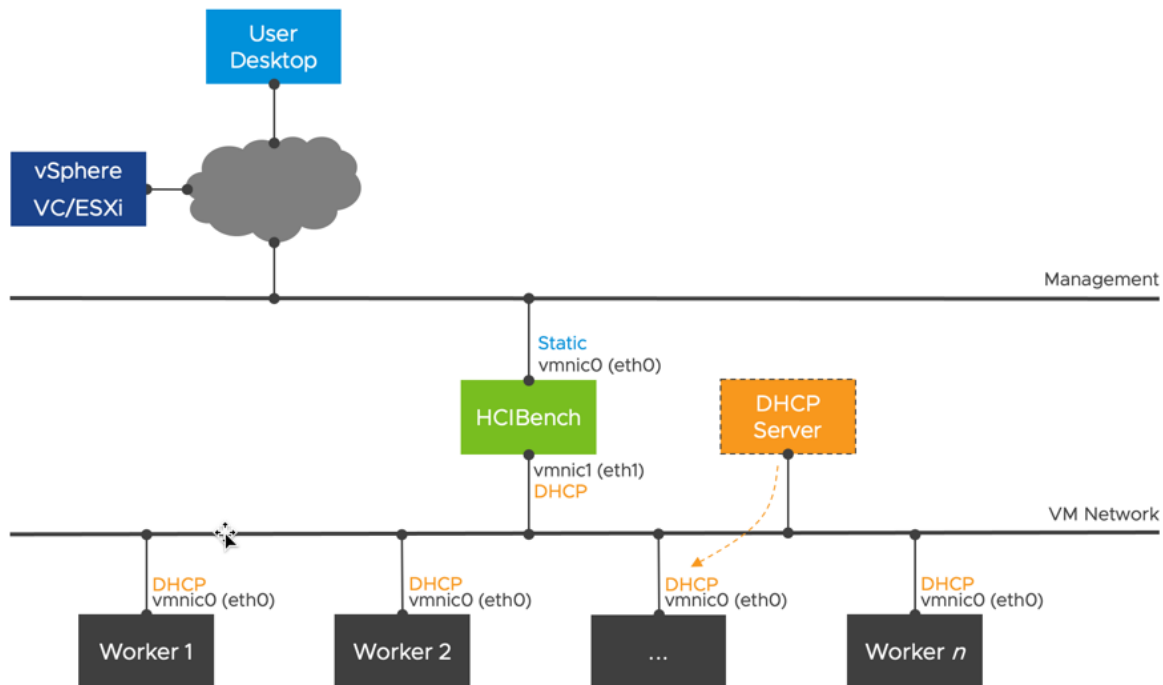 User
Desktop
vSphere
VC/ESXi
Management
Static
vmnic0 (eth0)
HCIBench
DHCP
Server
vmnic1 (eth1)
DHCP
VM Network
DHCP
vmnic0 (eth0)
DHCP
vmnic0 (eth0)
DHCP
vmnic0 (eth0)
DHCP
vmnic0 (eth0)
Worker 1
Worker 2
...
Worker n